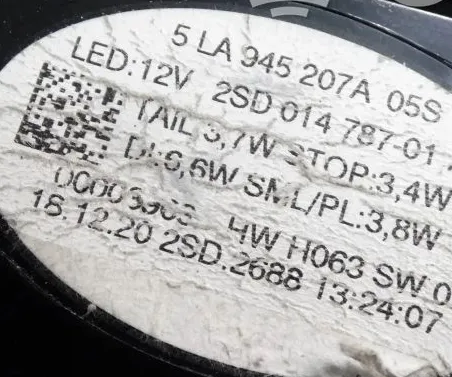 5 LA 945 207A 05S
LED:12V 2SD 014 787-01
TAIL 3,7W STOP:3,4W
DI:6,6W SML/PL:3,8W
4W H063 SW 0
18.12.20 2SD.2688 13:24:07